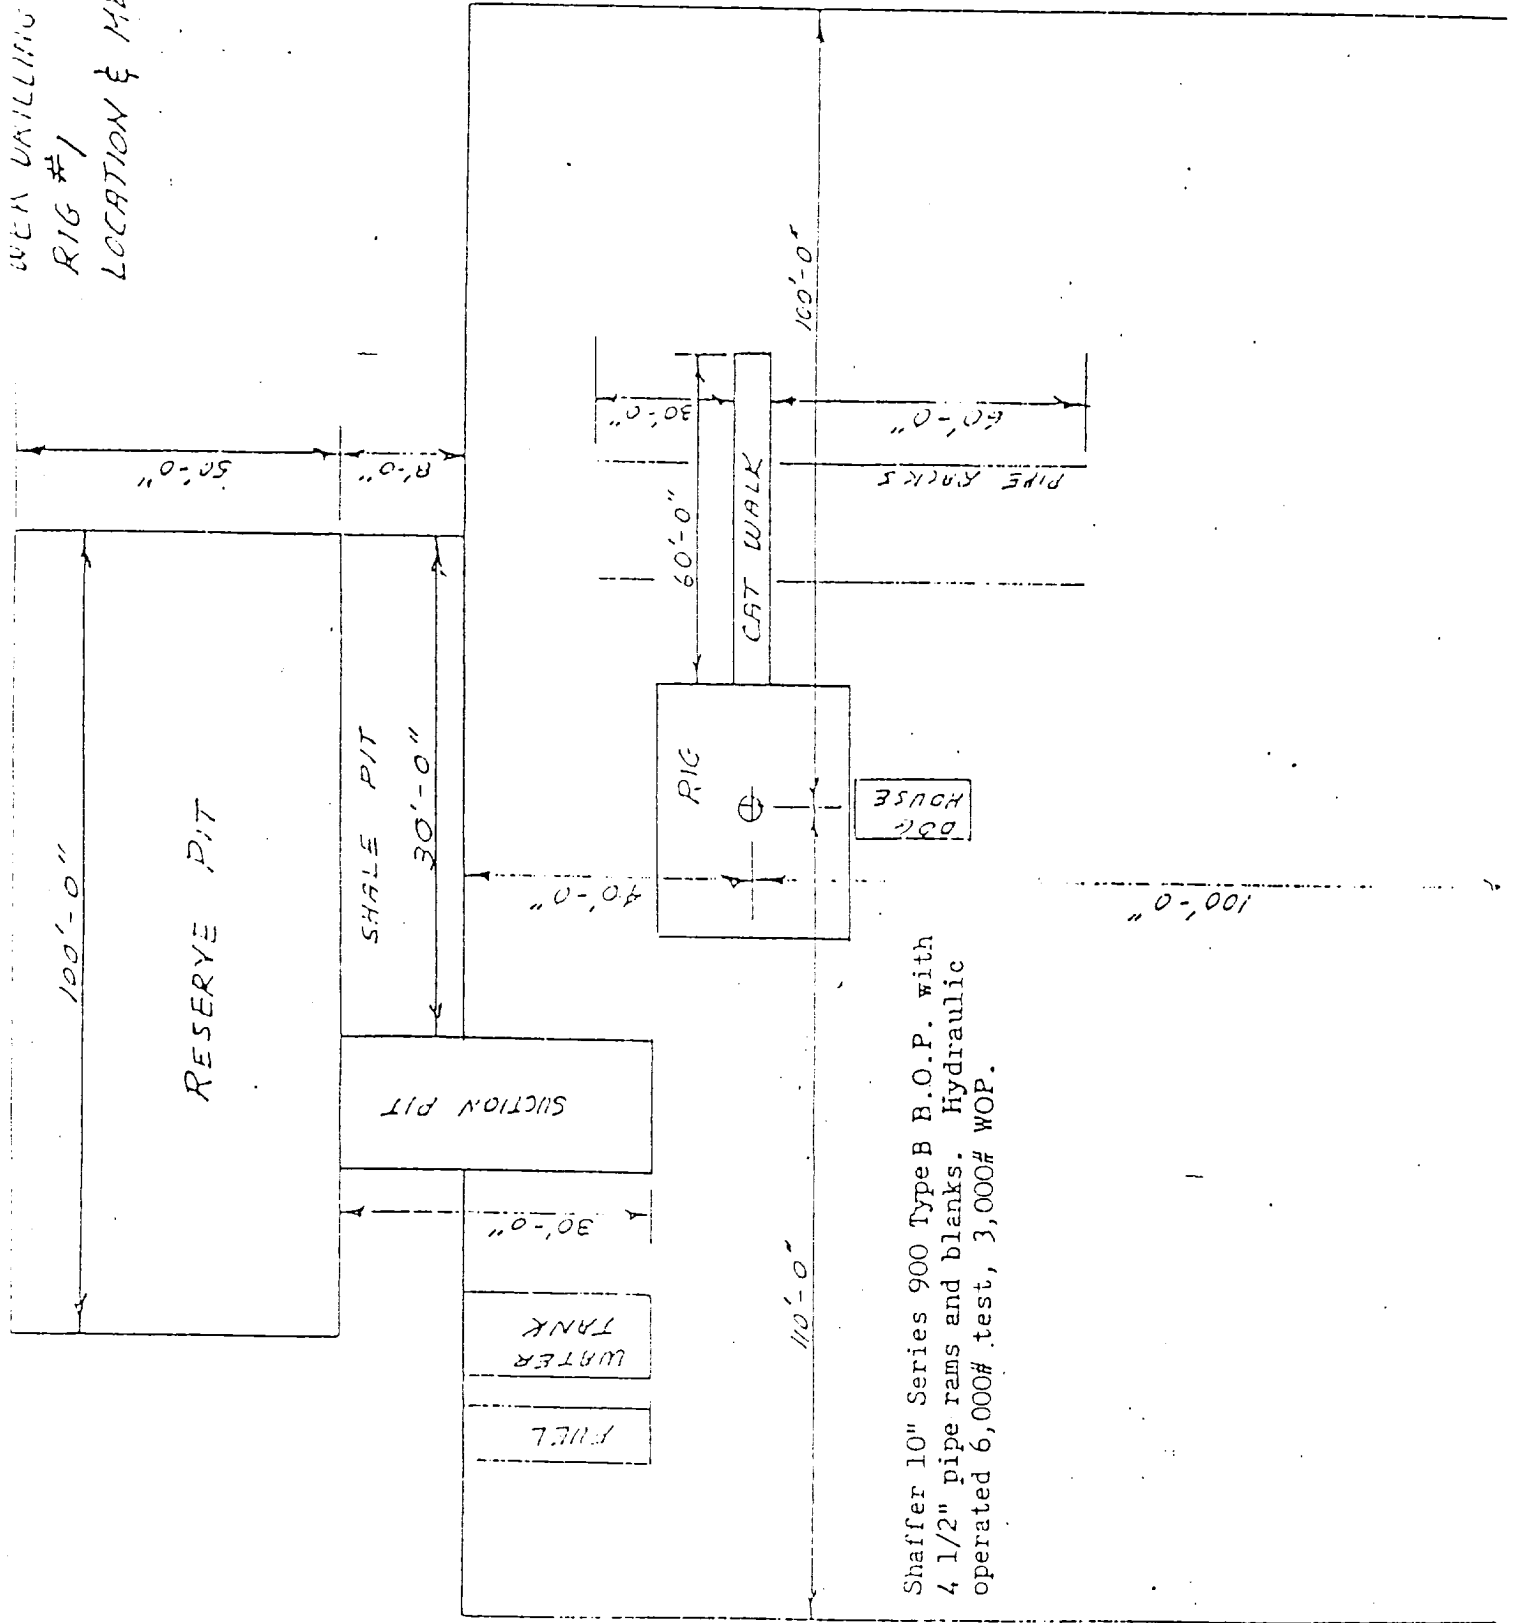 DRILLING
RIG #1
LOCATION &
50'-0"
8'-0"
100'-0"
RESERVE PIT
SHALE PIT
30'-0"
SUCTION PIT
30'-0"
WATER
TANK
FUEL
40'-0"
RIG
DOG
HOUSE
60'-0"
CAT WALK
30'-0"
60'-0"
PIPE RACKS
160'-0"
110'-0"
100'-0"
Shaffer 10" Series 900 Type B B.O.P. with
4 1/2" pipe rams and blanks. Hydraulic
operated 6,000# test, 3,000# WOP.